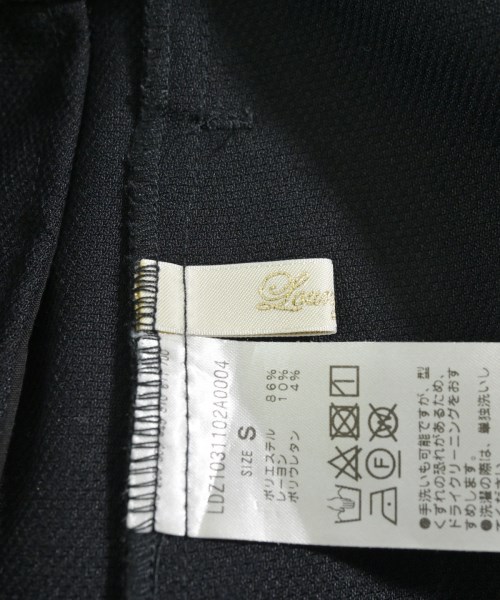 LDZ1031102A0004
SIZE S
ポリエステル 86%
レーヨン 10%
ポリウレタン 4%
●手洗いも可能ですが、型
くずれの恐れがあるため、
ドライクリーニングをおす
すめします。
●洗濯の際は、単独洗いし